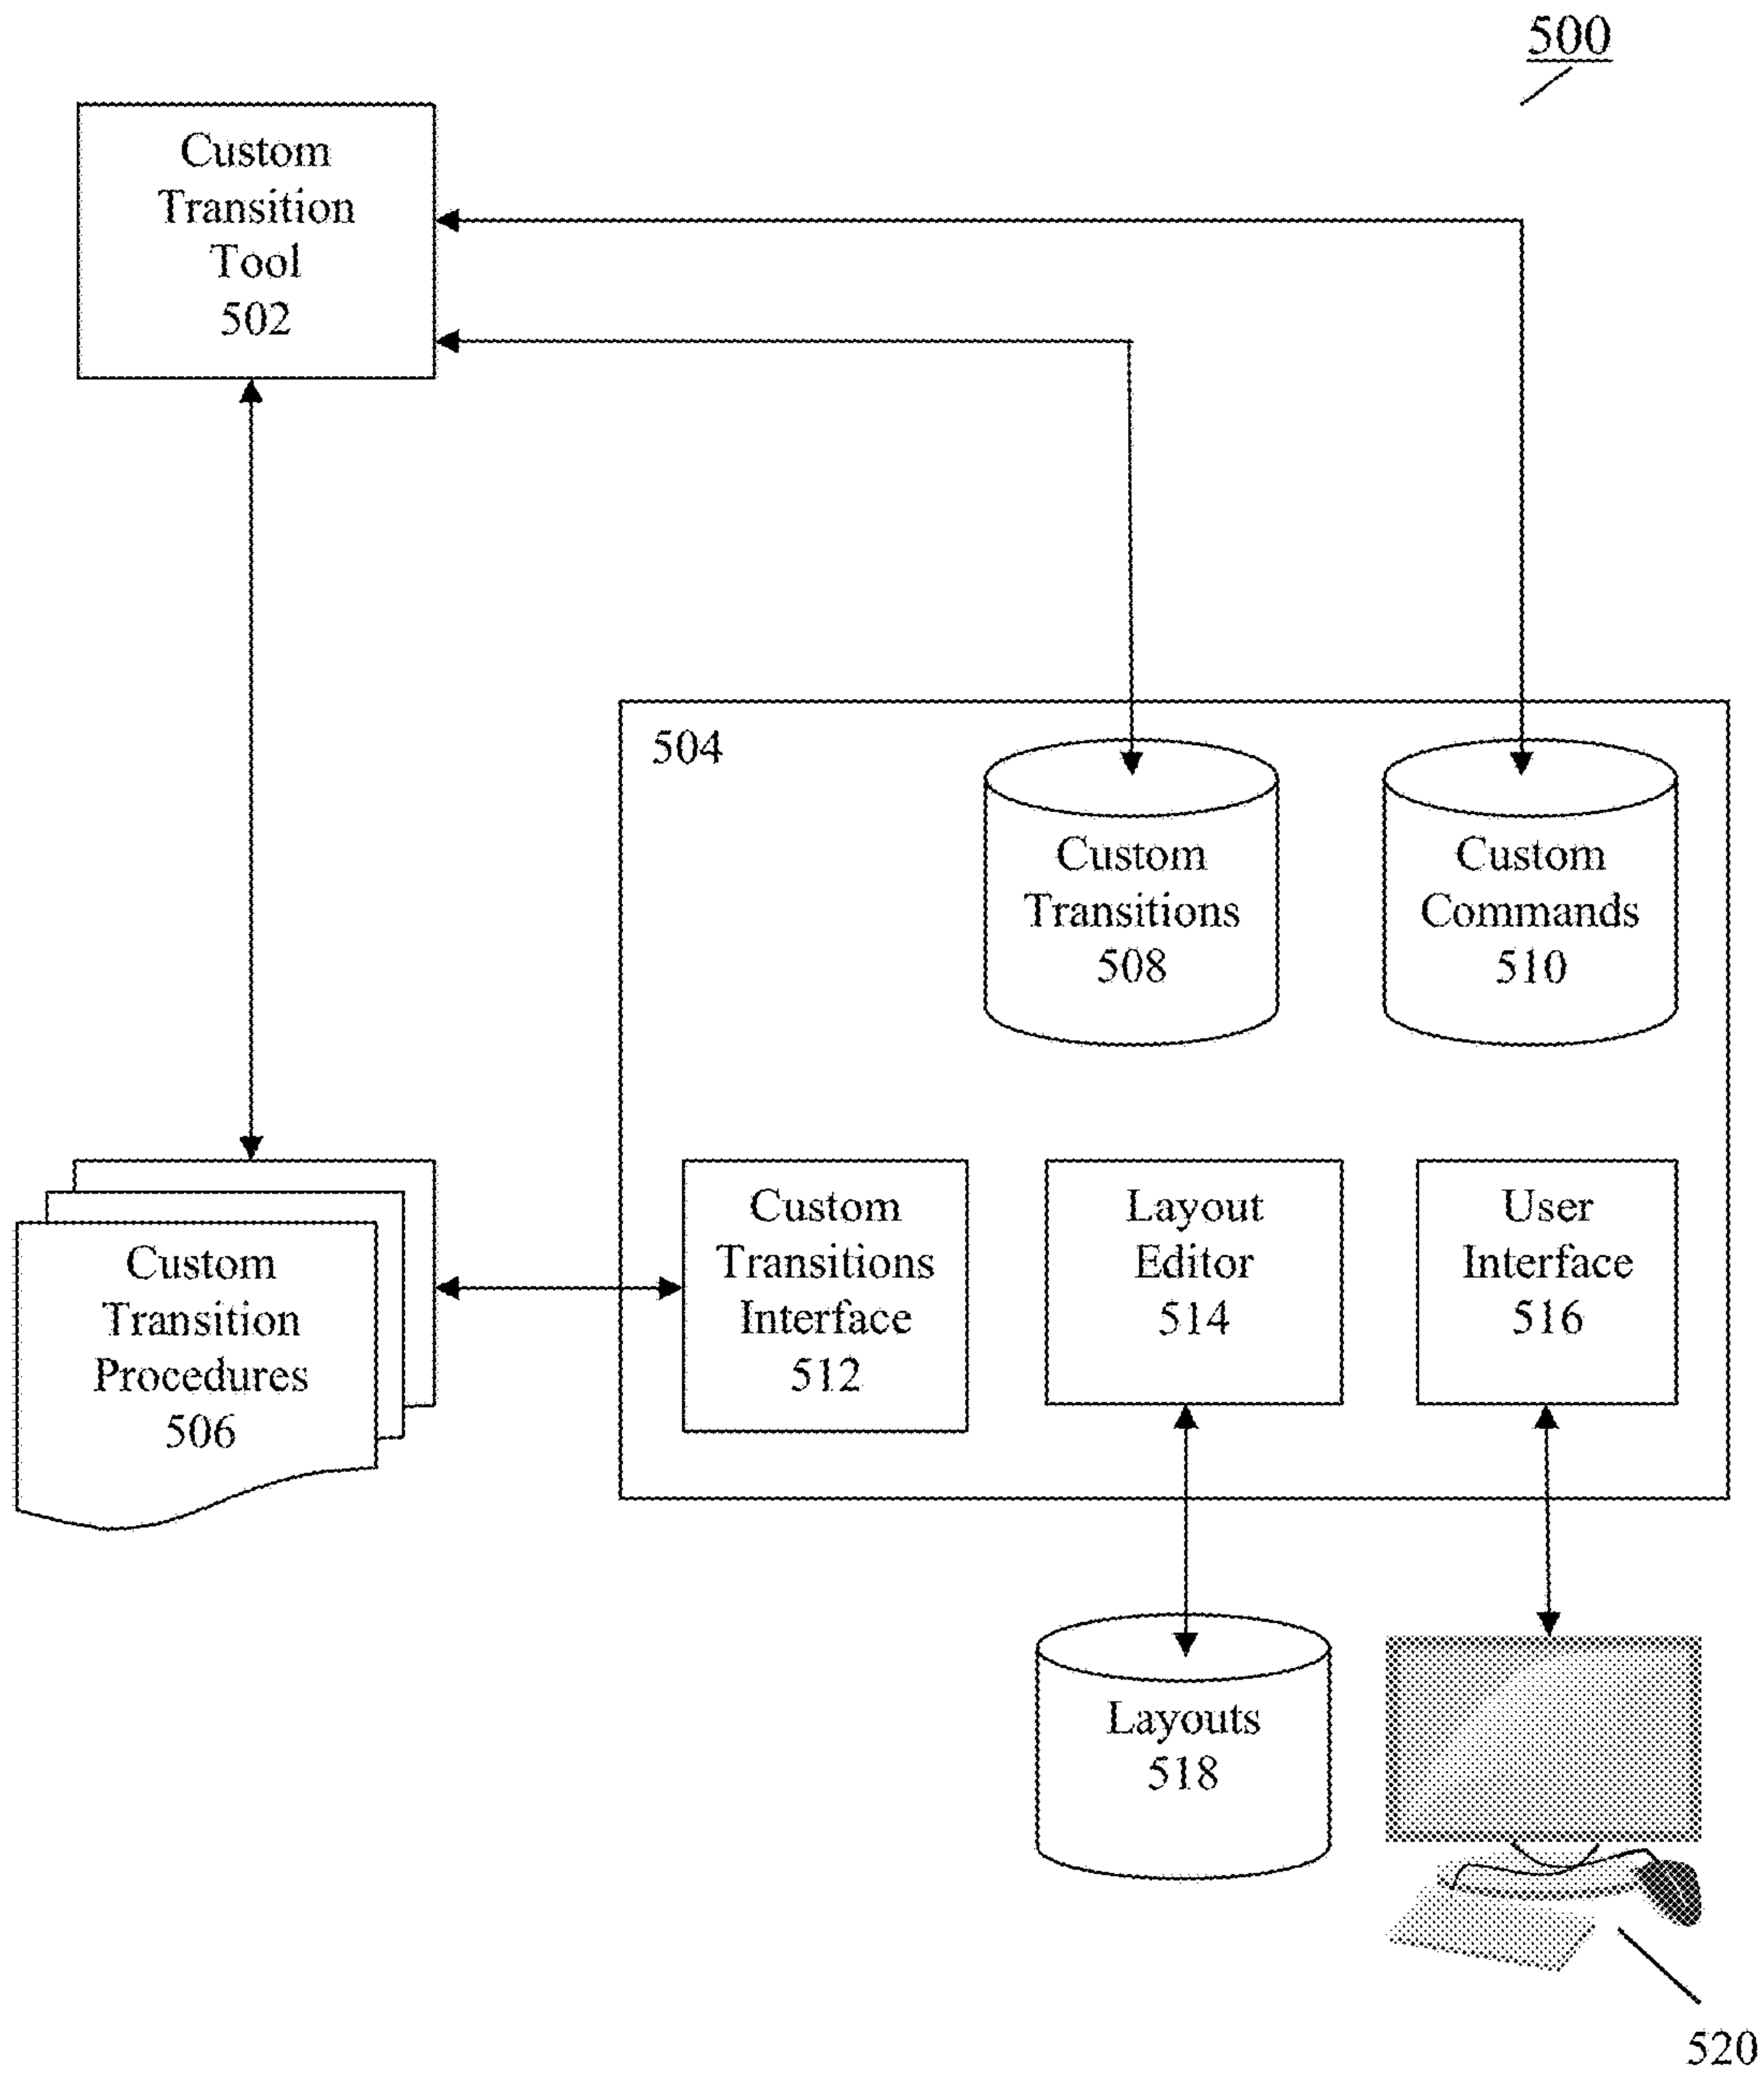 500
Custom
Transition
Tool
502
504
Custom
Transitions
508
Custom
Commands
510
Custom
Transition
Procedures
506
Custom
Transitions
Interface
512
Layout
Editor
514
User
Interface
516
Layouts
518
520